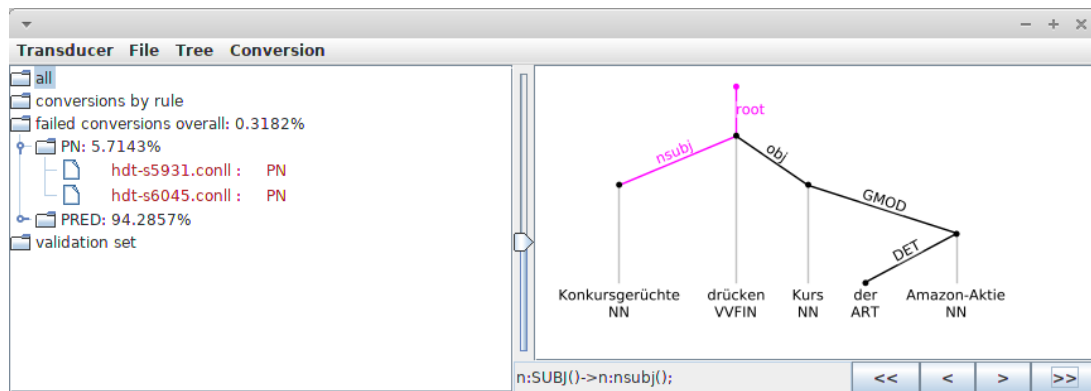 Transducer File Tree Conversion
all
conversions by rule
failed conversions overall: 0.3182%
PN: 5.7143%
hdt-s5931.conll : PN
hdt-s6045.conll : PN
PRED: 94.2857%
validation set
root
nsubj
obj
GMOD
DET
Konkursgerüchte drücken Kurs der Amazon-Aktie
NN VVFIN NN ART NN
n:SUBJ()->n:nsubj();
<< < > >>